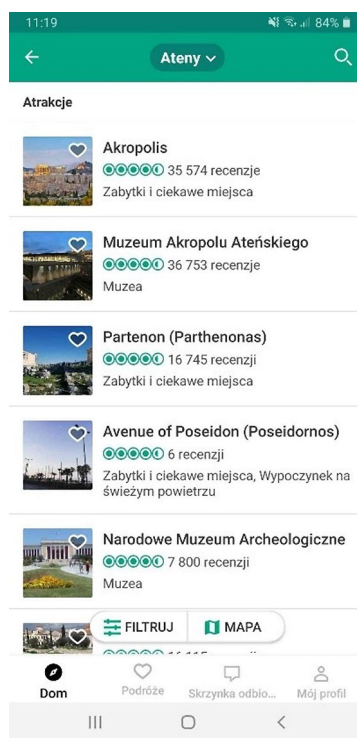 11:19 84%
Ateny
Atrakcje
Akropolis
35 574 recenzje
Zabytki i ciekawe miejsca
Muzeum Akropolu Ateńskiego
36 753 recenzje
Muzea
Partenon (Parthenonas)
16 745 recenzji
Zabytki i ciekawe miejsca
Avenue of Poseidon (Poseidornos)
6 recenzji
Zabytki i ciekawe miejsca, Wypoczynek na
świeżym powietrzu
Narodowe Muzeum Archeologiczne
7 800 recenzji
Muzea
FILTRUJ MAPA
Dom Podróże Skrzynka odbio... Mój profil